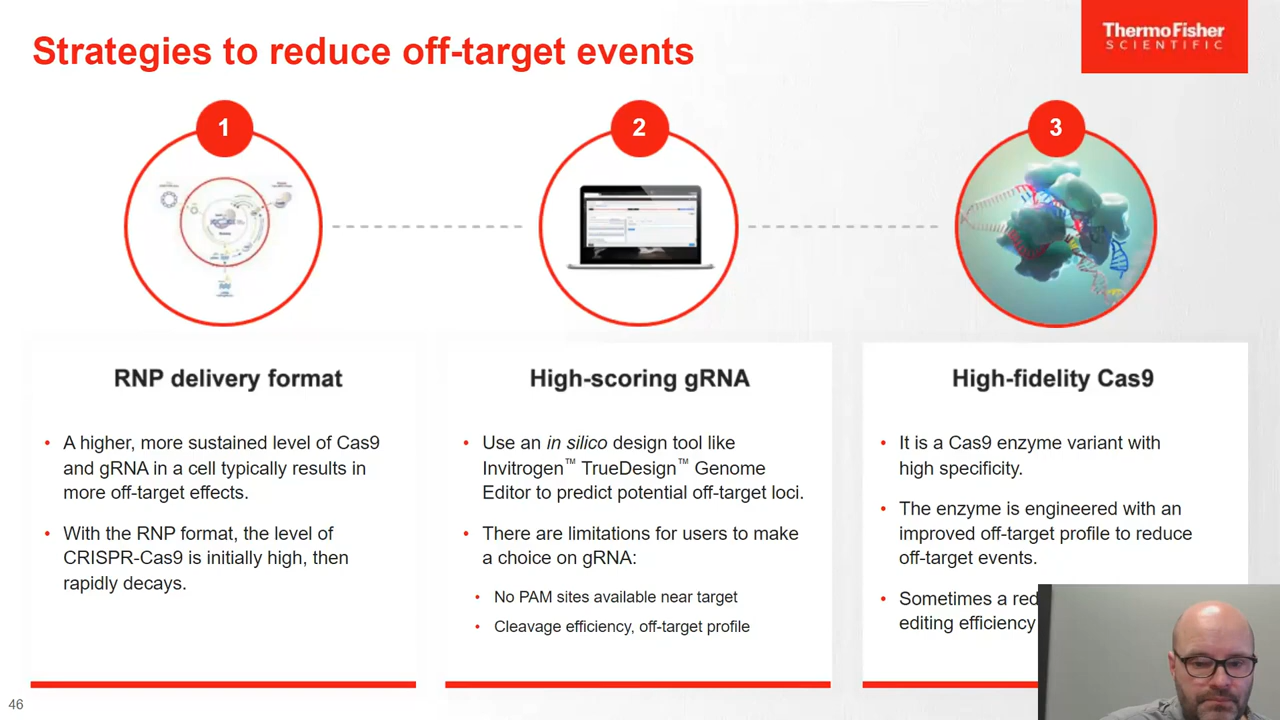 Strategies to reduce off-target events
ThermoFisher
SCIENTIFIC
1
2
3
RNP delivery format
• A higher, more sustained level of Cas9
and gRNA in a cell typically results in
more off-target effects.
• With the RNP format, the level of
CRISPR-Cas9 is initially high, then
rapidly decays.
High-scoring gRNA
• Use an in silico design tool like
Invitrogen™ TrueDesign™ Genome
Editor to predict potential off-target loci.
• There are limitations for users to make
a choice on gRNA:
• No PAM sites available near target
• Cleavage efficiency, off-target profile
High-fidelity Cas9
• It is a Cas9 enzyme variant with
high specificity.
• The enzyme is engineered with an
improved off-target profile to reduce
off-target events.
• Sometimes a
editing efficiency
46